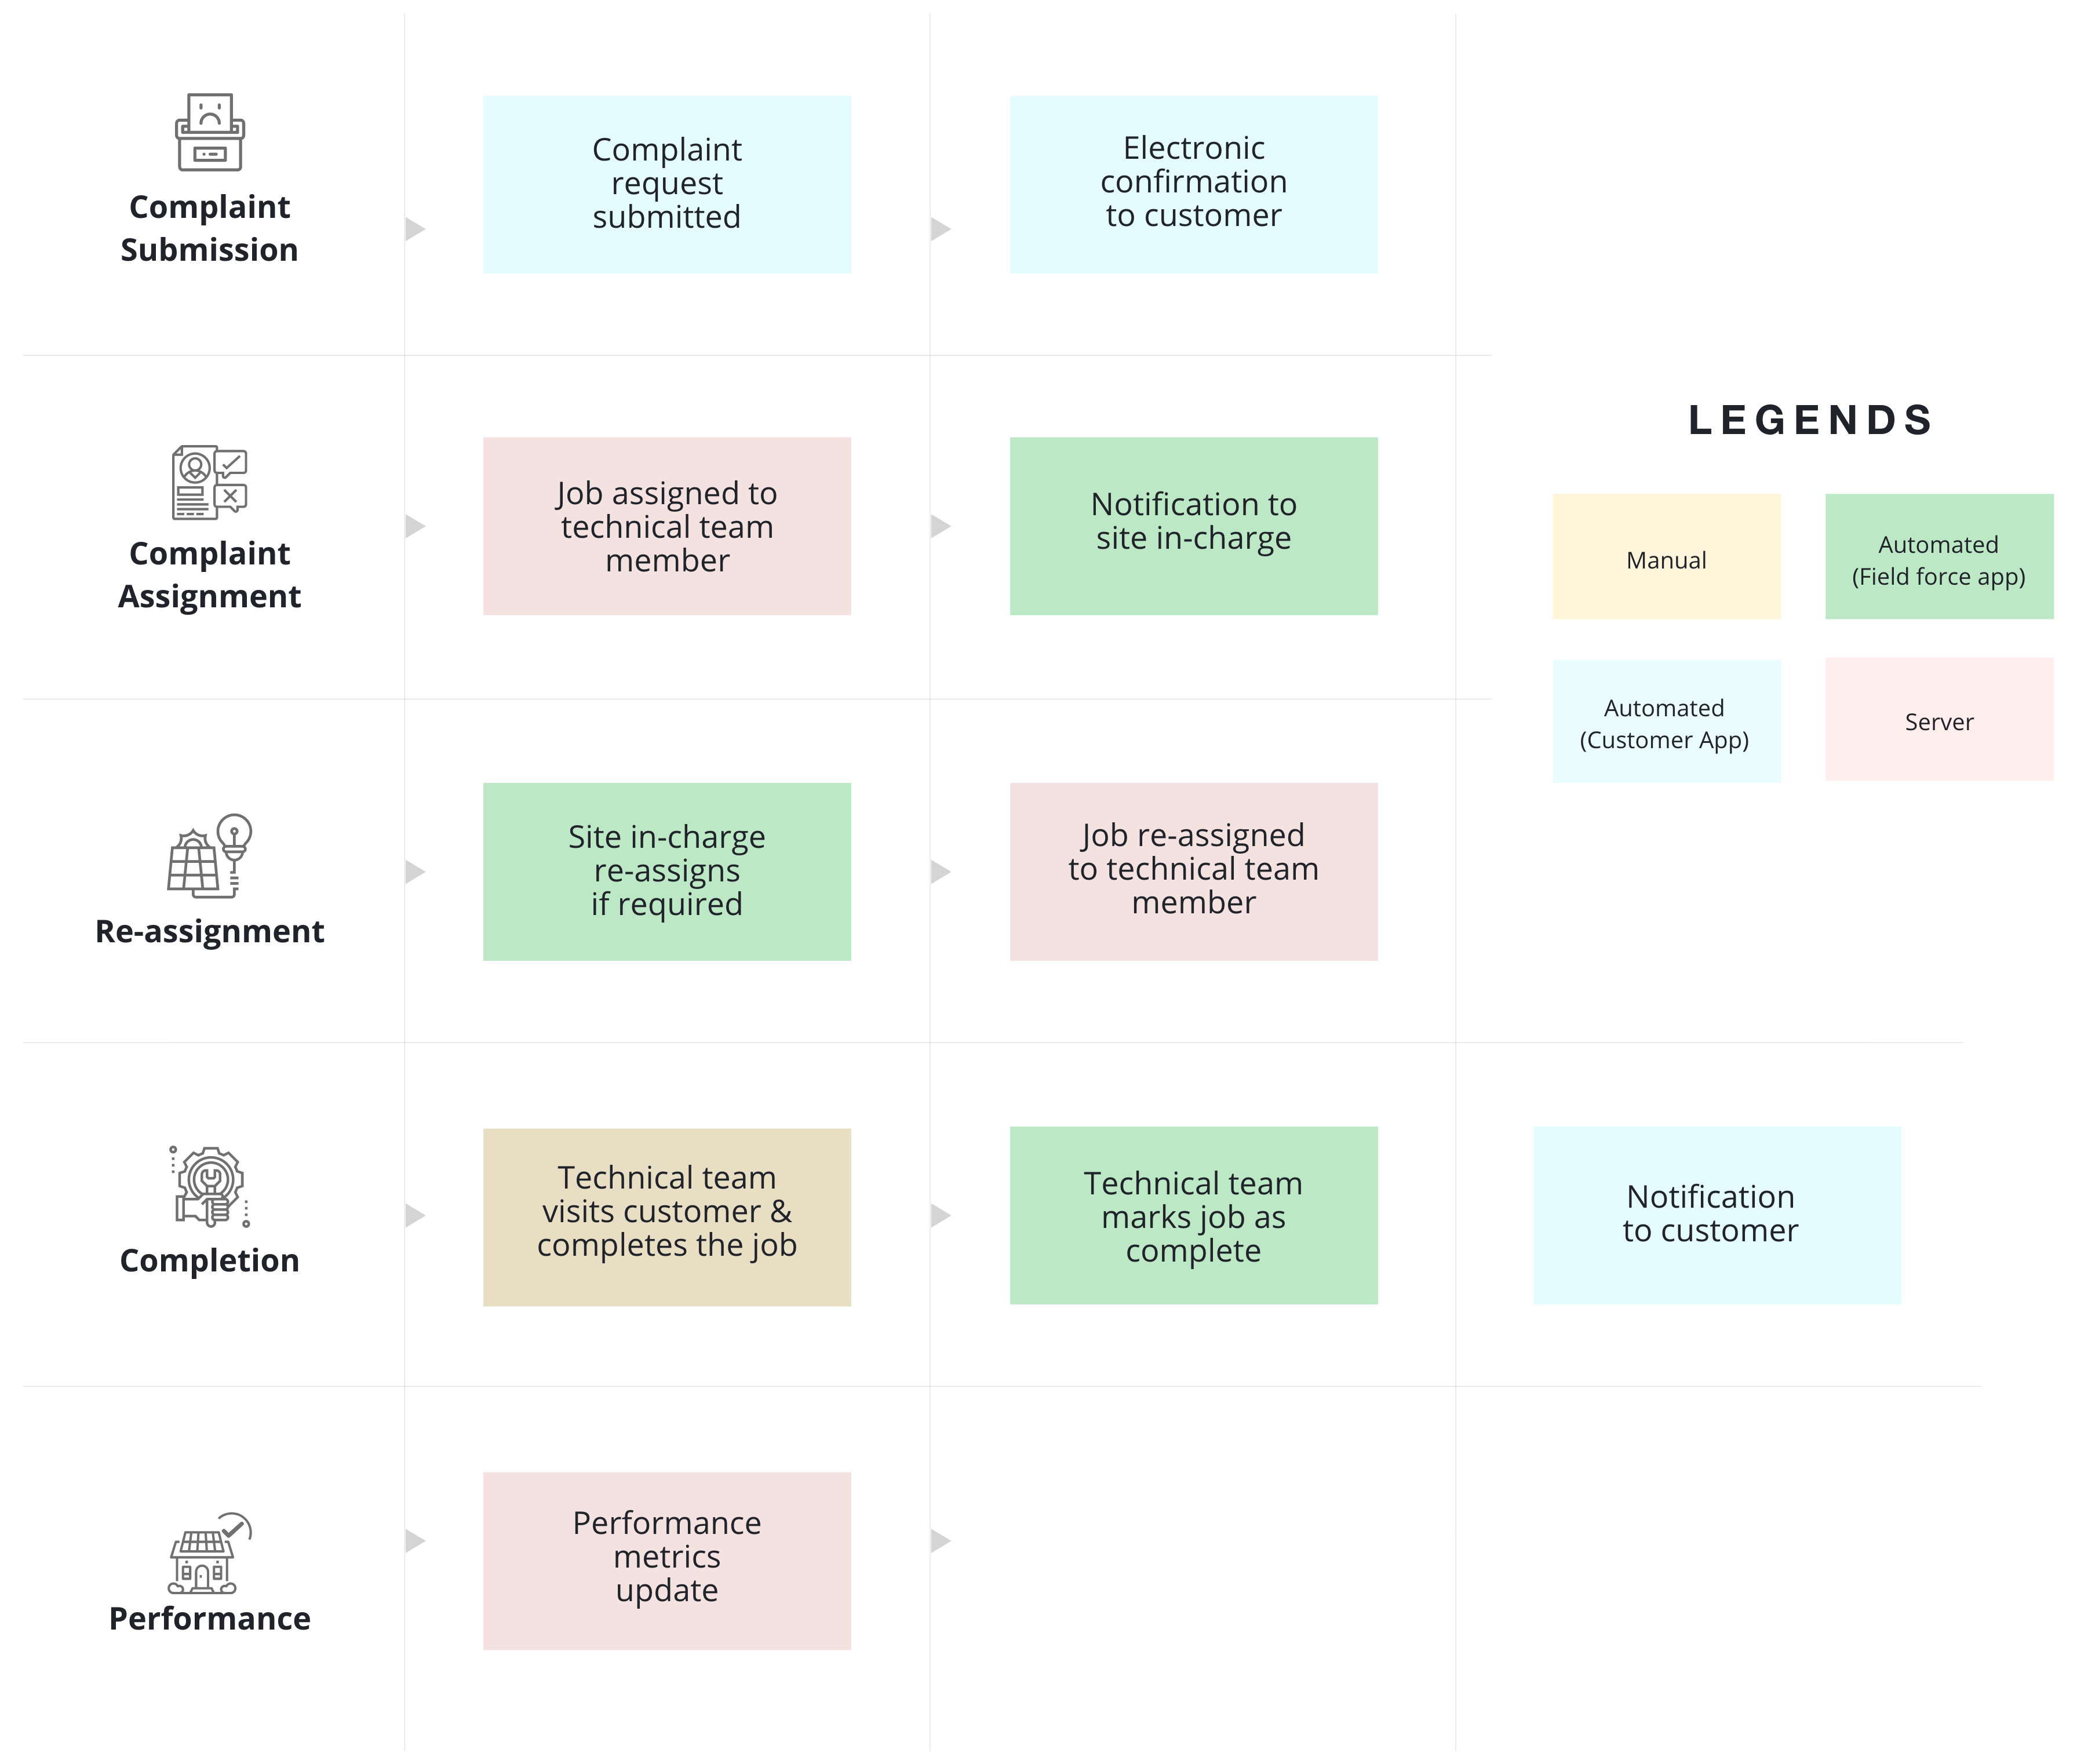 Complaint
Submission
Complaint
request
submitted
Electronic
confirmation
to customer
Complaint
Assignment
Job assigned to
technical team
member
Notification to
site in-charge
LEGENDS
Manual
Automated
(Field force app)
Automated
(Customer App)
Server
Re-assignment
Site in-charge
re-assigns
if required
Job re-assigned
to technical team
member
Completion
Technical team
visits customer &
completes the job
Technical team
marks job as
complete
Notification
to customer
Performance
Performance
metrics
update